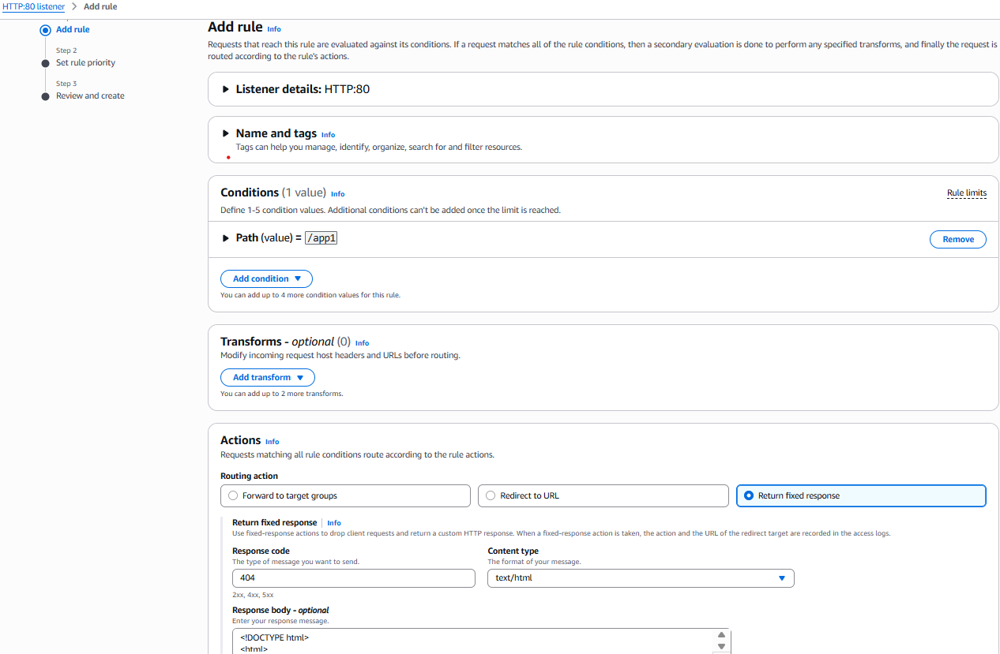 HTTP:80 listener > Add rule
Add rule
Step 2
Set rule priority
Step 3
Review and create
Add rule Info
Requests that reach this rule are evaluated against its conditions. If a request matches all of the rule conditions, then a secondary evaluation is done to perform any specified transforms, and finally the request is
routed according to the rule's actions.
Listener details: HTTP:80
Name and tags Info
Tags can help you manage, identify, organize, search for and filter resources.
Conditions (1 value) Info
Rule limits
Define 1-5 condition values. Additional conditions can't be added once the limit is reached.
Path (value) = /app1
Remove
Add condition
You can add up to 4 more condition values for this rule.
Transforms - optional (0) Info
Modify incoming request host headers and URLs before routing.
Add transform
You can add up to 2 more transforms.
Actions Info
Requests matching all rule conditions route according to the rule actions.
Routing action
Forward to target groups
Redirect to URL
Return fixed response
Return fixed response Info
Use fixed-response actions to drop client requests and return a custom HTTP response. When a fixed-response action is taken, the action and the URL of the redirect target are recorded in the access logs.
Response code
The type of message you want to send.
404
2xx, 4xx, 5xx
Content type
The format of your message.
text/html
Response body - optional
Enter your response message.
<!DOCTYPE html>
<html>